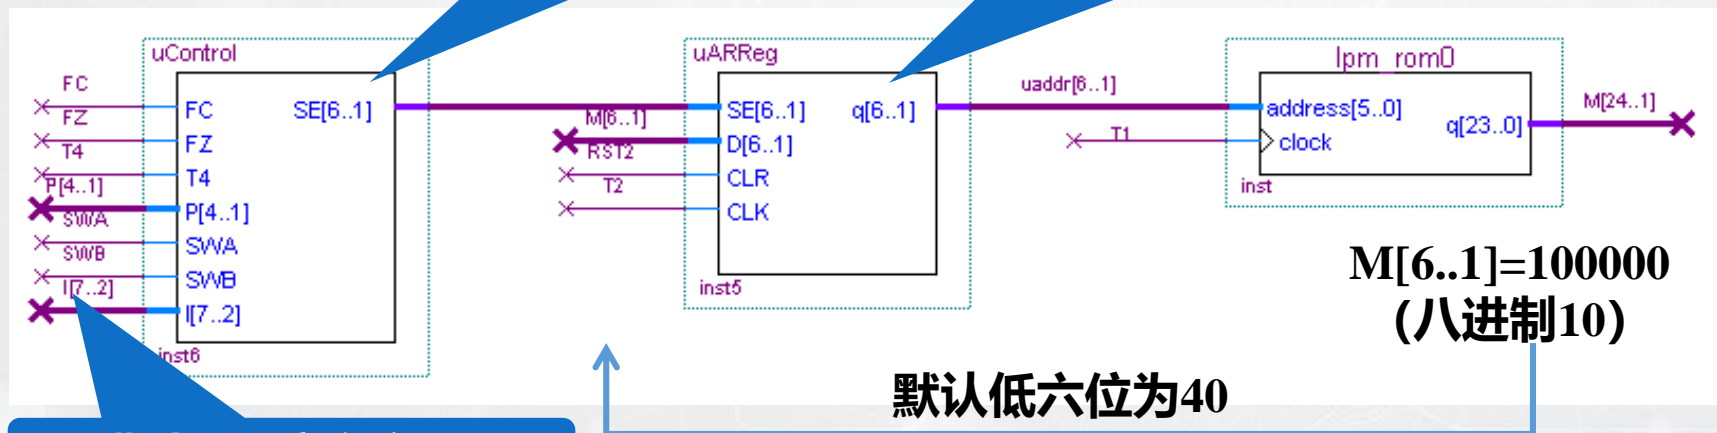 uControl
FC
FZ
T4
P[4..1]
SWA
SWB
I[7..2]
FC
FZ
T4
P[4..1]
SWA
SWB
I[7..2]
SE[6..1]
inst6
uARReg
M[6..1]
RST2
T2
SE[6..1]
D[6..1]
CLR
CLK
q[6..1]
inst5
uaddr[6..1]
T1
lpm_rom0
address[5..0]
clock
q[23..0]
inst
M[24..1]
M[6..1]=100000
(八进制10)
默认低六位为40